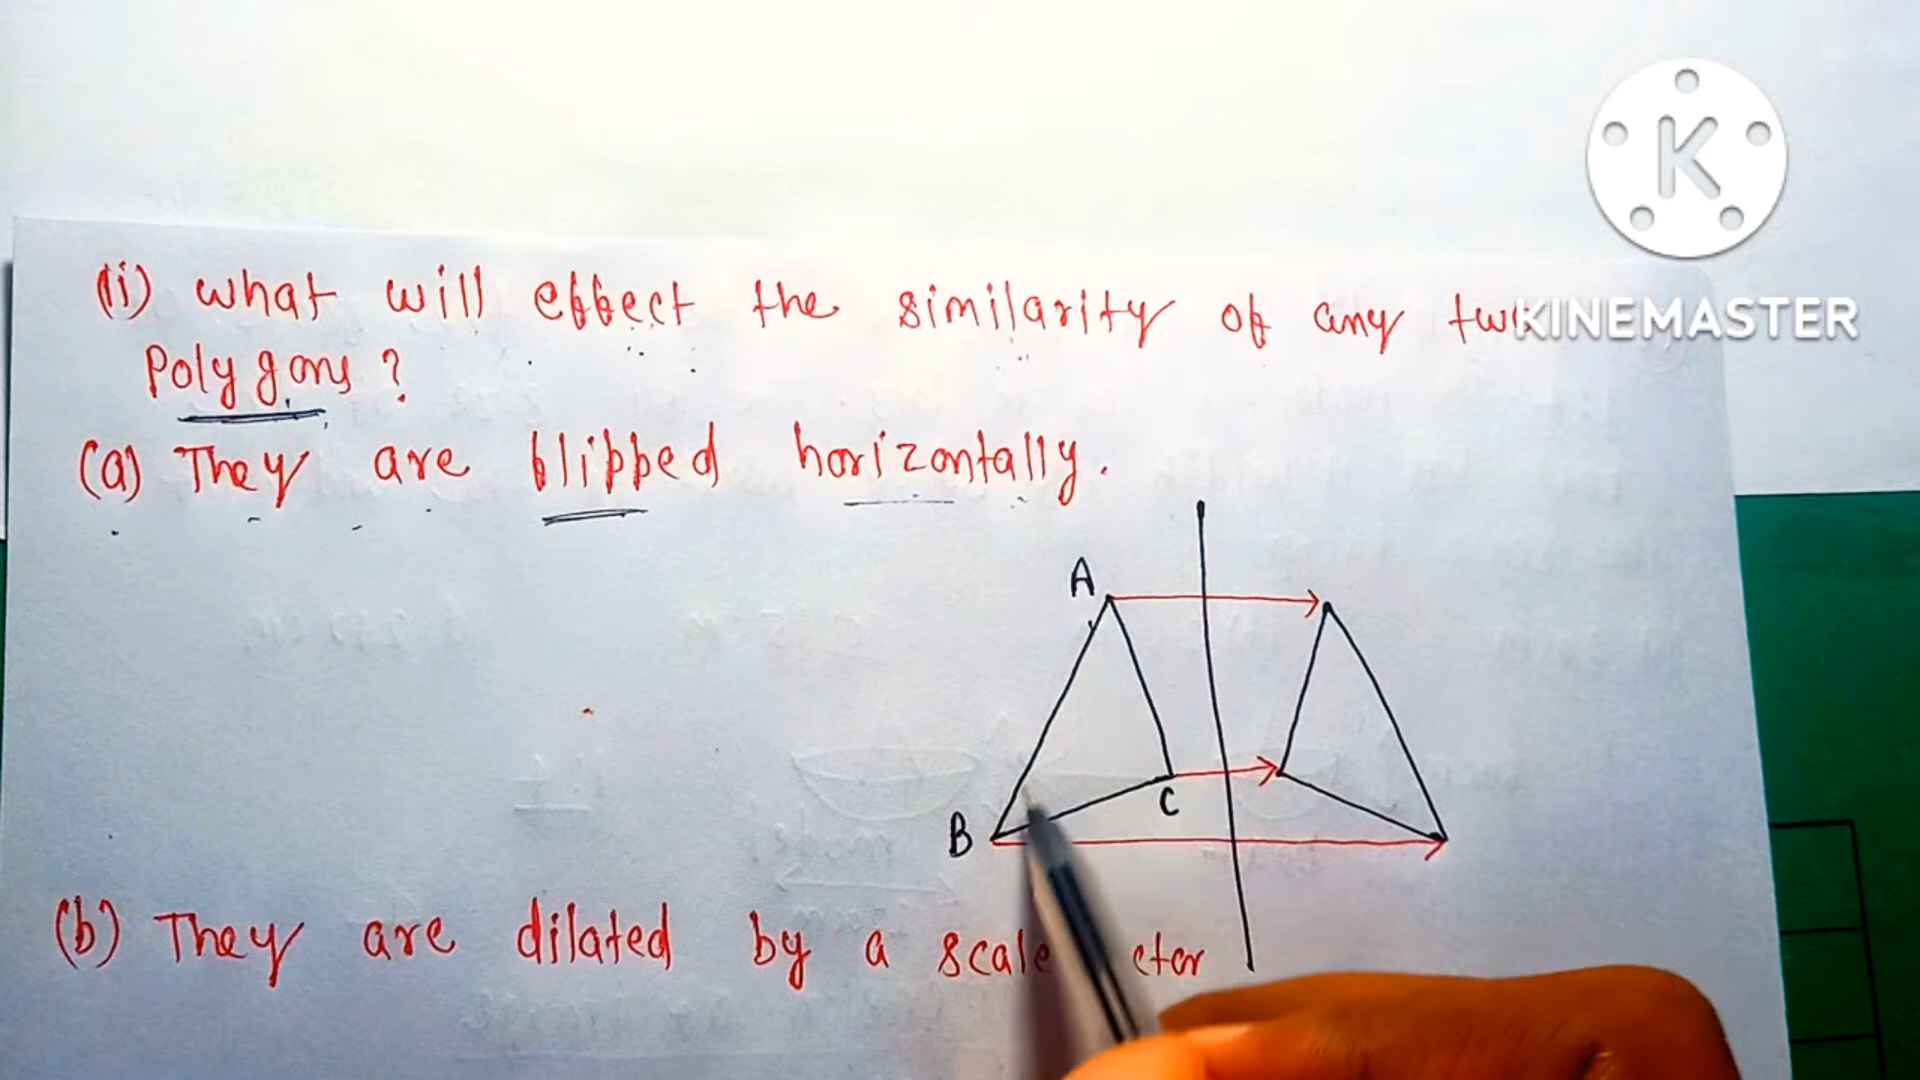 (ii) what will effect the similarity of any two
Polygons?
(a) They are flipped horizontally.
A
B
C
(b) They are dilated by a scale
K
KINEMASTER